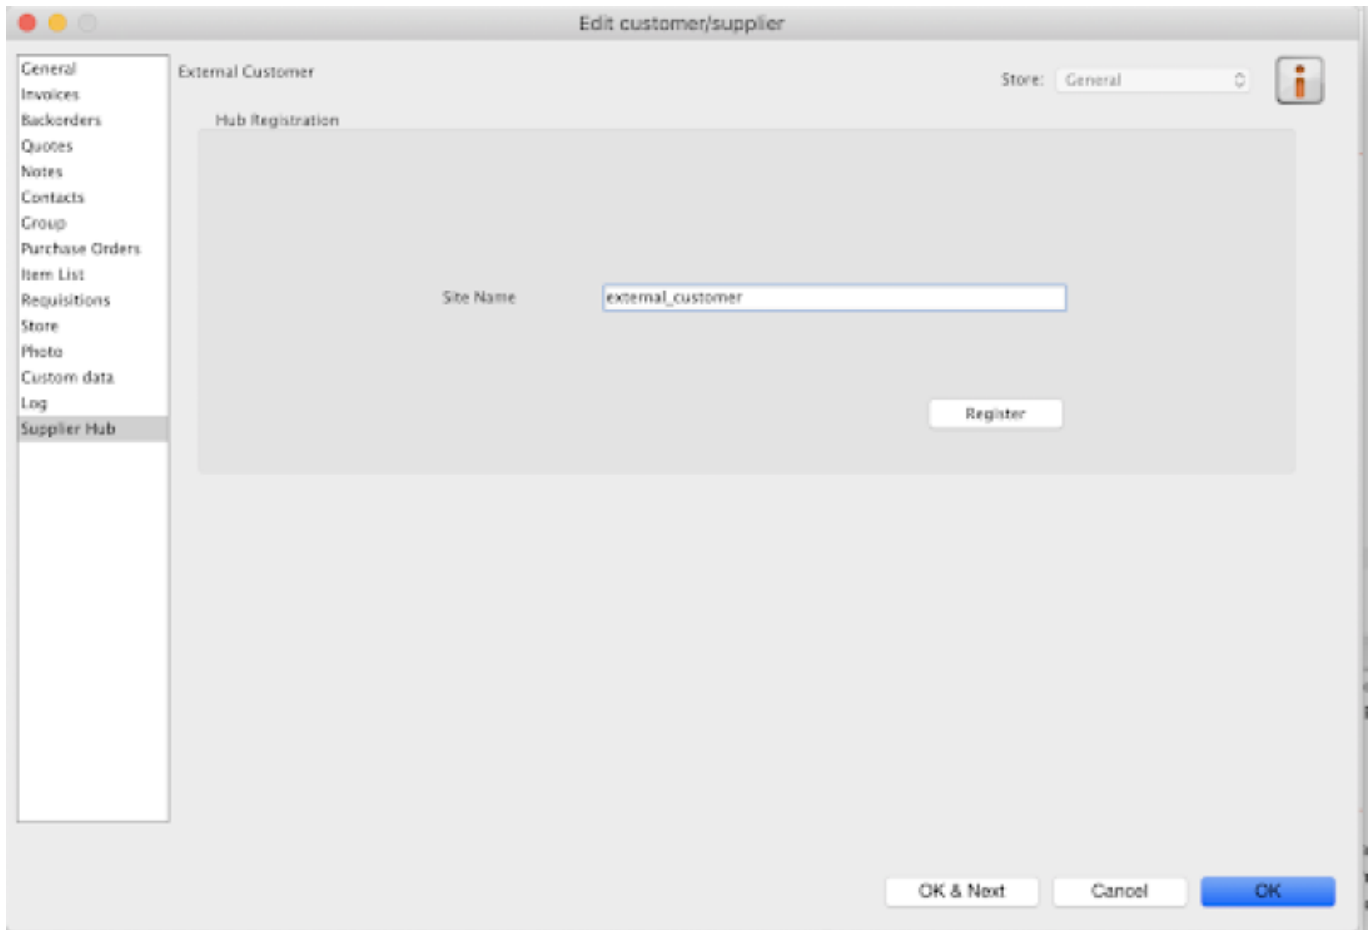 Edit customer/supplier
General
Invoices
Backorders
Quotes
Notes
Contacts
Group
Purchase Orders
Item List
Requisitions
Store
Photo
Custom data
Log
Supplier Hub
External Customer
Store: General
Hub Registration
Site Name external_customer
Register
OK & Next Cancel OK